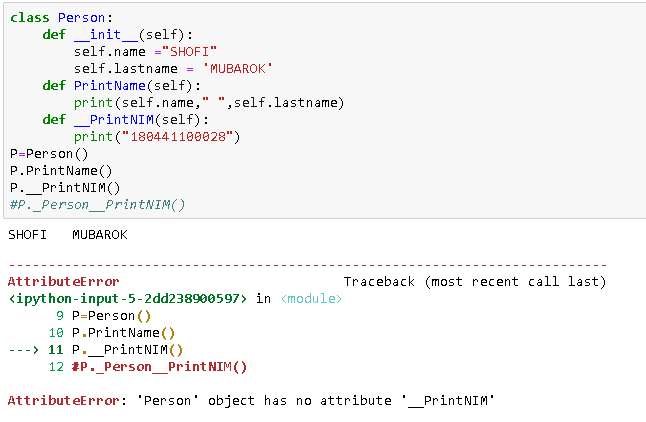 class Person:
    def __init__(self):
        self.name ="SHOFI"
        self.lastname = 'MUBAROK'
    def PrintName(self):
        print(self.name," ",self.lastname)
    def __PrintNIM(self):
        print("180441100028")
P=Person()
P.PrintName()
P.__PrintNIM()
#P._Person__PrintNIM()
SHOFI   MUBAROK
---------------------------------------------------------------------------
AttributeError                            Traceback (most recent call last)
<ipython-input-5-2dd238900597> in <module>
      9 P=Person()
     10 P.PrintName()
---> 11 P.__PrintNIM()
     12 #P._Person__PrintNIM()
AttributeError: 'Person' object has no attribute '__PrintNIM'